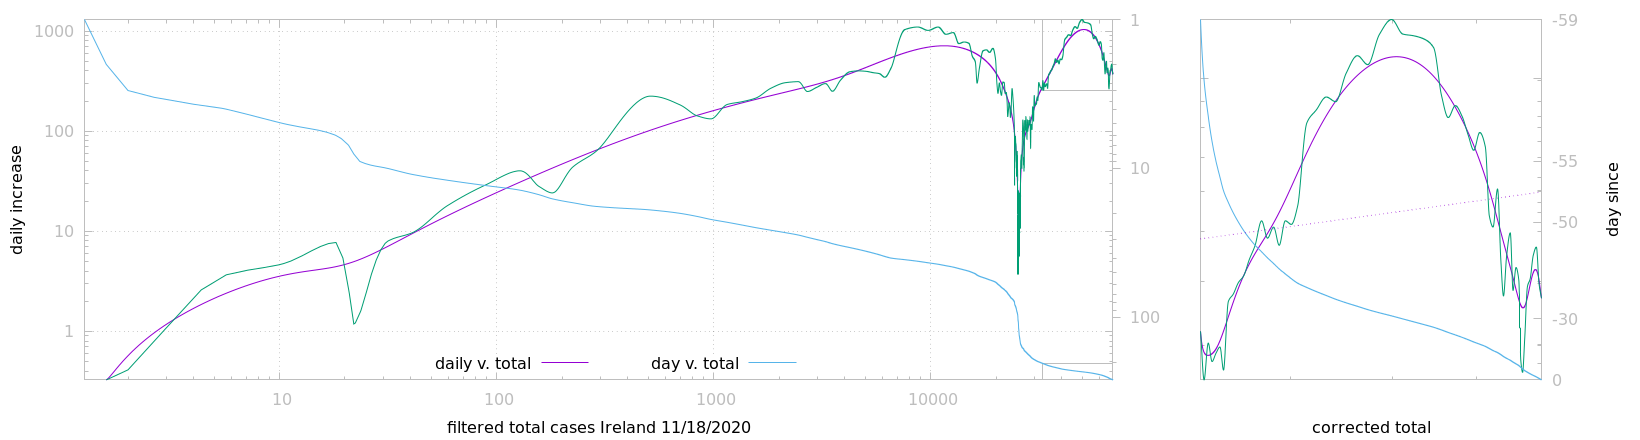 1000
100
10
1
daily increase
10
100
1000
10000
filtered total cases Ireland 11/18/2020
daily v. total
day v. total
1
10
100
-59
-55
-50
-30
0
day since
corrected total